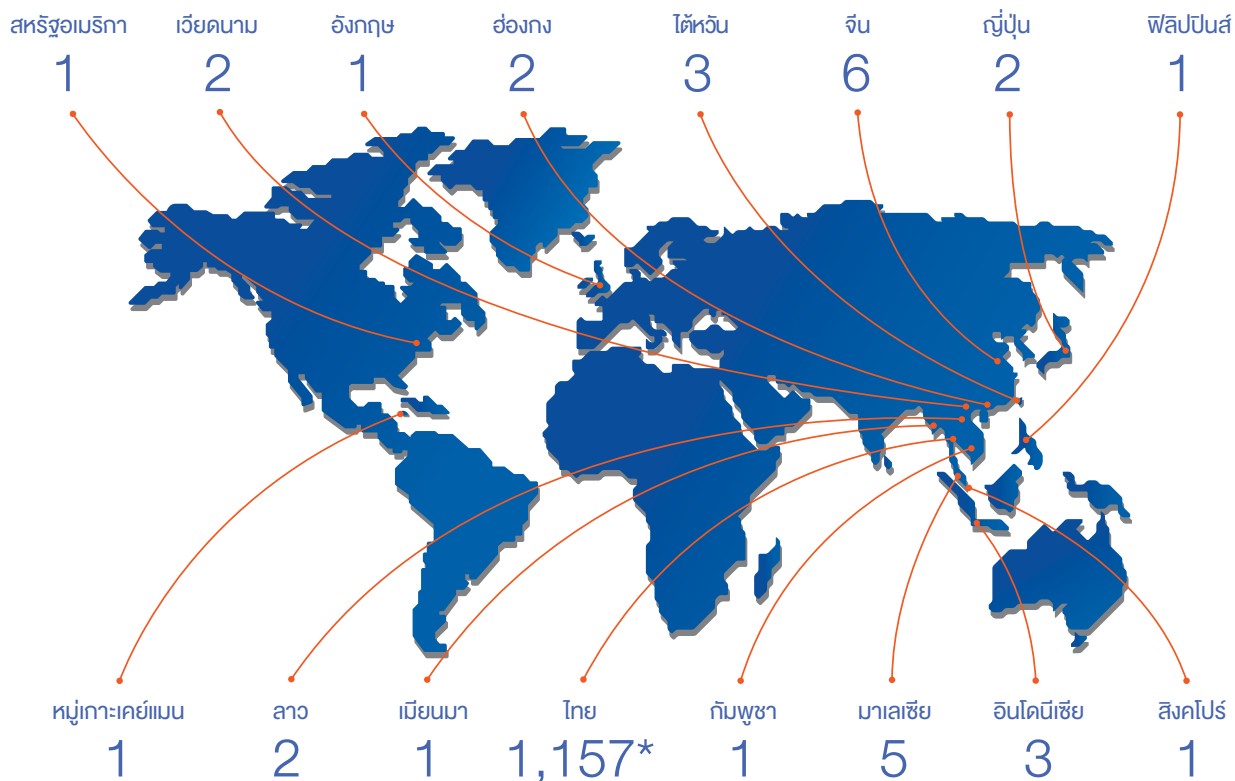 สหรัฐอเมริกา เวียดนาม อังกฤษ ฮ่องกง ไต้หวัน จีน ญี่ปุ่น ฟิลิปปินส์
1 2 1 2 3 6 2 1
หมู่เกาะเคย์แมน ลาว เมียนมา ไทย กัมพูชา มาเลเซีย อินโดนีเซีย สิงคโปร์
1 2 1 1,157* 1 5 3 1